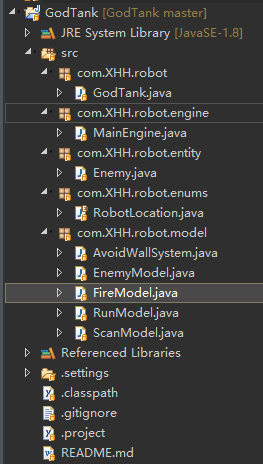 GodTank [GodTank master]
JRE System Library [JavaSE-1.8]
src
com.XHH.robot
GodTank.java
com.XHH.robot.engine
MainEngine.java
com.XHH.robot.entity
Enemy.java
com.XHH.robot.enums
RobotLocation.java
com.XHH.robot.model
AvoidWallSystem.java
EnemyModel.java
FireModel.java
RunModel.java
ScanModel.java
Referenced Libraries
.settings
.classpath
.gitignore
.project
README.md